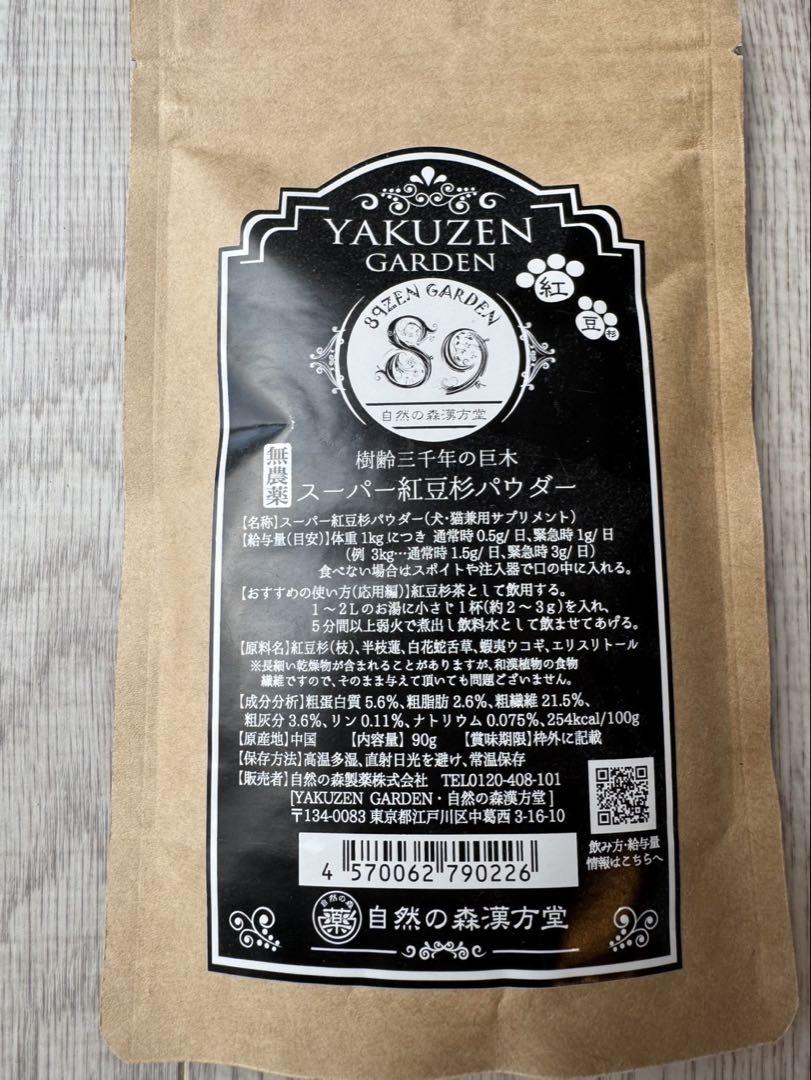 YAKUZEN
GARDEN
紅
豆
杉
89ZEN GARDEN
89
自然の森漢方堂
樹齢三千年の巨木
無農薬
スーパー紅豆杉パウダー
【名称】スーパー紅豆杉パウダー(犬・猫兼用サプリメント)
【給与量(目安)】体重1kgにつき 通常時0.5g/日、緊急時1g/日
(例 3kg…通常時1.5g/日、緊急時3g/日)
食べない場合はスポイトや注入器で口の中に入れる。
【おすすめの使い方(応用編)】紅豆杉茶として飲用する。
1～2Lのお湯に小さじ1杯(約2～3g)を入れ、
5分間以上弱火で煮出し飲料水として飲ませてあげる。
【原料名】紅豆杉(枝)、半枝蓮、白花蛇舌草、蝦夷ウコギ、エリスリトール
※長細い乾燥物が含まれることがありますが、和漢植物の食物
繊維ですので、そのまま与えて頂いても問題ございません。
【成分分析】粗蛋白質5.6%、粗脂肪2.6%、粗繊維21.5%、
粗灰分3.6%、リン0.11%、ナトリウム0.075%、254kcal/100g
【原産地】中国 【内容量】90g 【賞味期限】枠外に記載
【保存方法】高温多湿、直射日光を避け、常温保存
【販売者】自然の森製薬株式会社 TEL0120-408-101
[YAKUZEN GARDEN・自然の森漢方堂]
〒134-0083 東京都江戸川区中葛西3-16-10
飲み方・給与量
情報はこちらへ
4 570062 790226
自然の森
薬
自然の森漢方堂